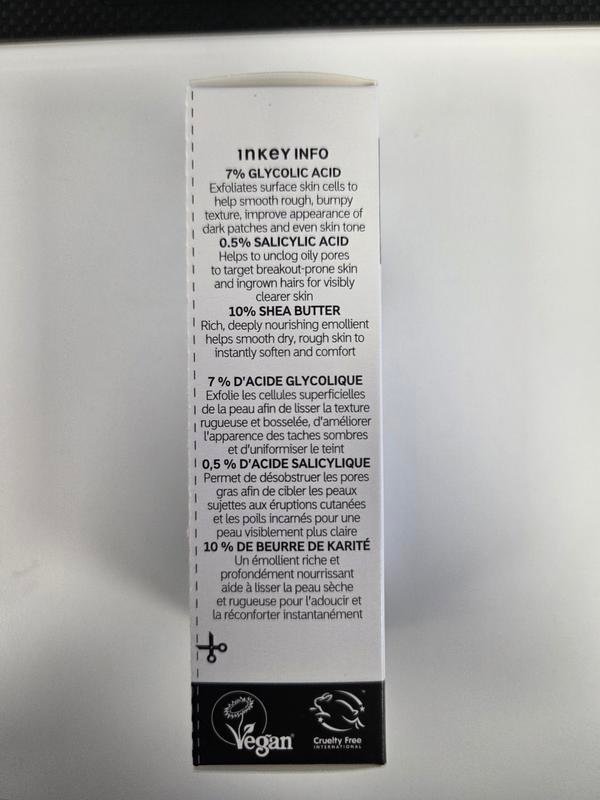 inkey INFO
7% GLYCOLIC ACID
Exfoliates surface skin cells to
help smooth rough, bumpy
texture, improve appearance of
dark patches and even skin tone
0.5% SALICYLIC ACID
Helps to unclog oily pores
to target breakout-prone skin
and ingrown hairs for visibly
clearer skin
10% SHEA BUTTER
Rich, deeply nourishing emollient
helps smooth dry, rough skin to
instantly soften and comfort
7 % D'ACIDE GLYCOLIQUE
Exfolie les cellules superficielles
de la peau afin de lisser la texture
rugueuse et bosselée, d'améliorer
l'apparence des taches sombres
et d'uniformiser le teint
0,5 % D'ACIDE SALICYLIQUE
Permet de désobstruer les pores
gras afin de cibler les peaux
sujettes aux éruptions cutanées
et les poils incarnés pour une
peau visiblement plus claire
10 % DE BEURRE DE KARITÉ
Un émollient riche et
profondément nourrissant
aide à lisser la peau sèche
et rugueuse pour l'adoucir et
la réconforter instantanément
Vegan
Cruelty Free
INTERNATIONAL